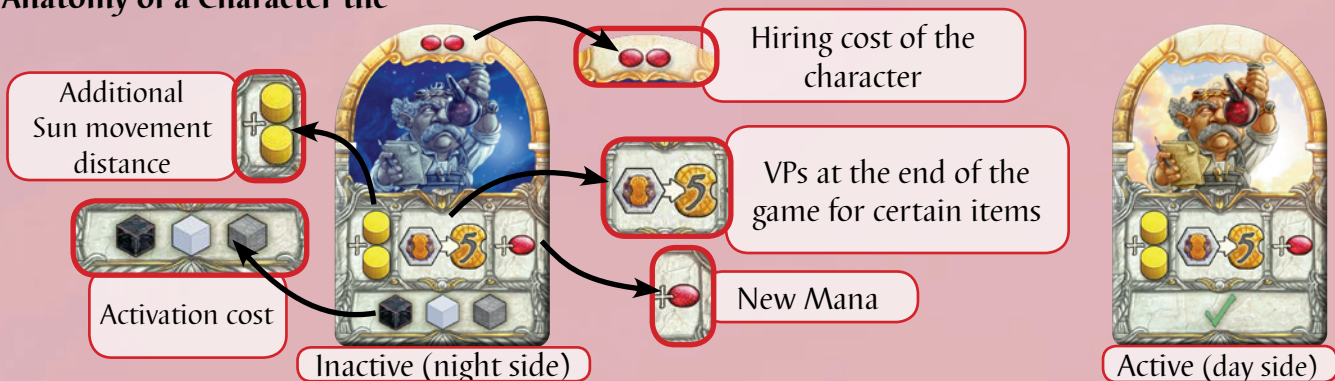 Anatomy of a Character tile
Hiring cost of the
character
Additional
Sun movement
distance
+
VPs at the end of the
game for certain items
5
Activation cost
+
New Mana
+
5
+
Inactive (night side)
+
5
+
Active (day side)